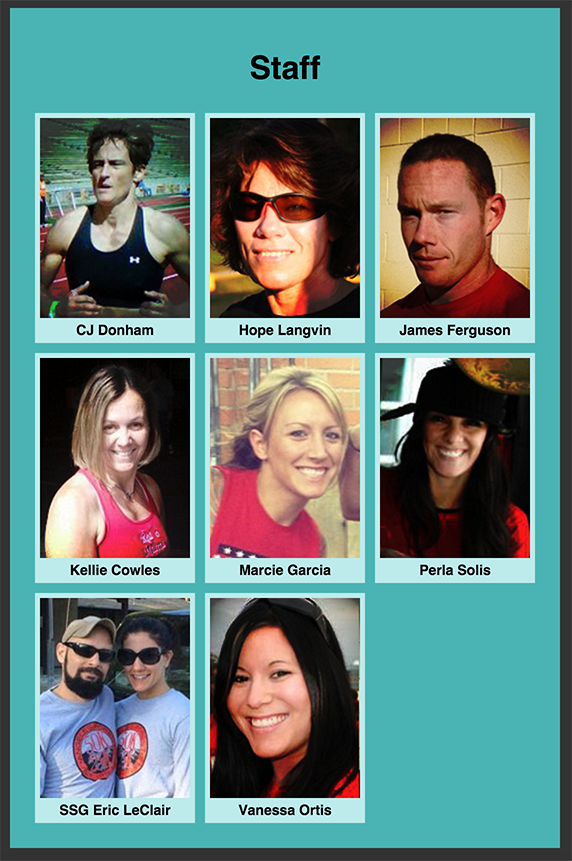 Staff
CJ Donham
Hope Langvin
James Ferguson
Kellie Cowles
Marcie Garcia
Perla Solis
SSG Eric LeClair
Vanessa Ortis